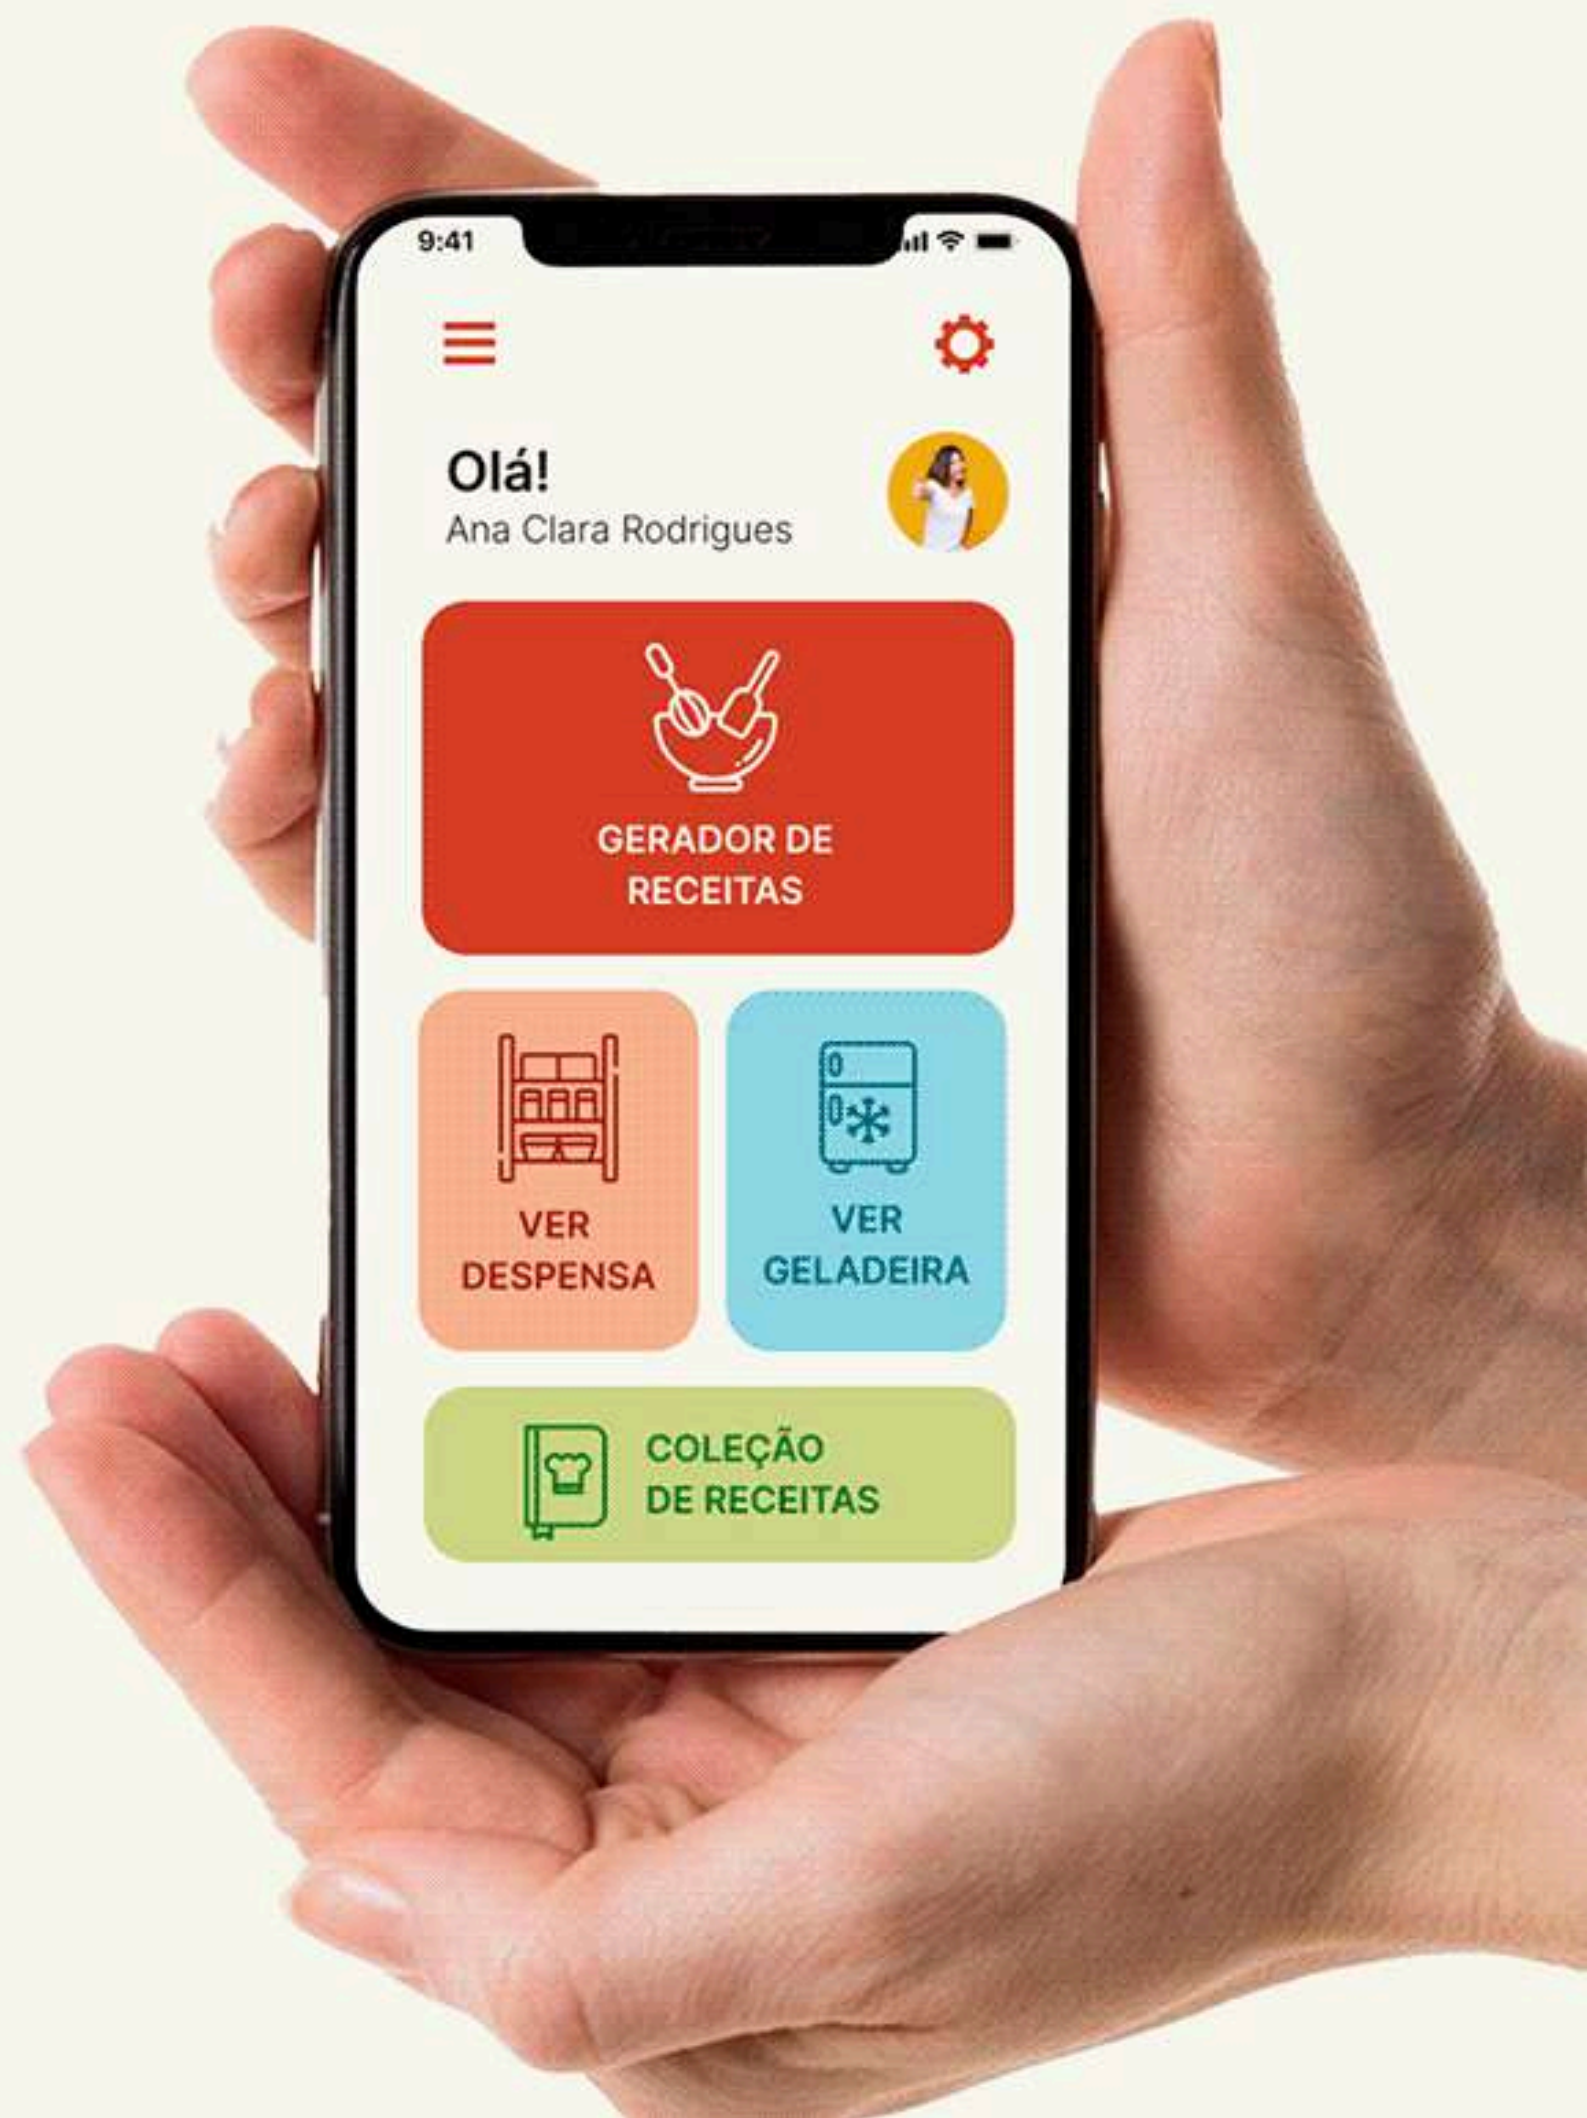 9:41
Olá!
Ana Clara Rodrigues
GERADOR DE
RECEITAS
VER
DESPENSA
VER
GELADEIRA
COLEÇÃO
DE RECEITAS